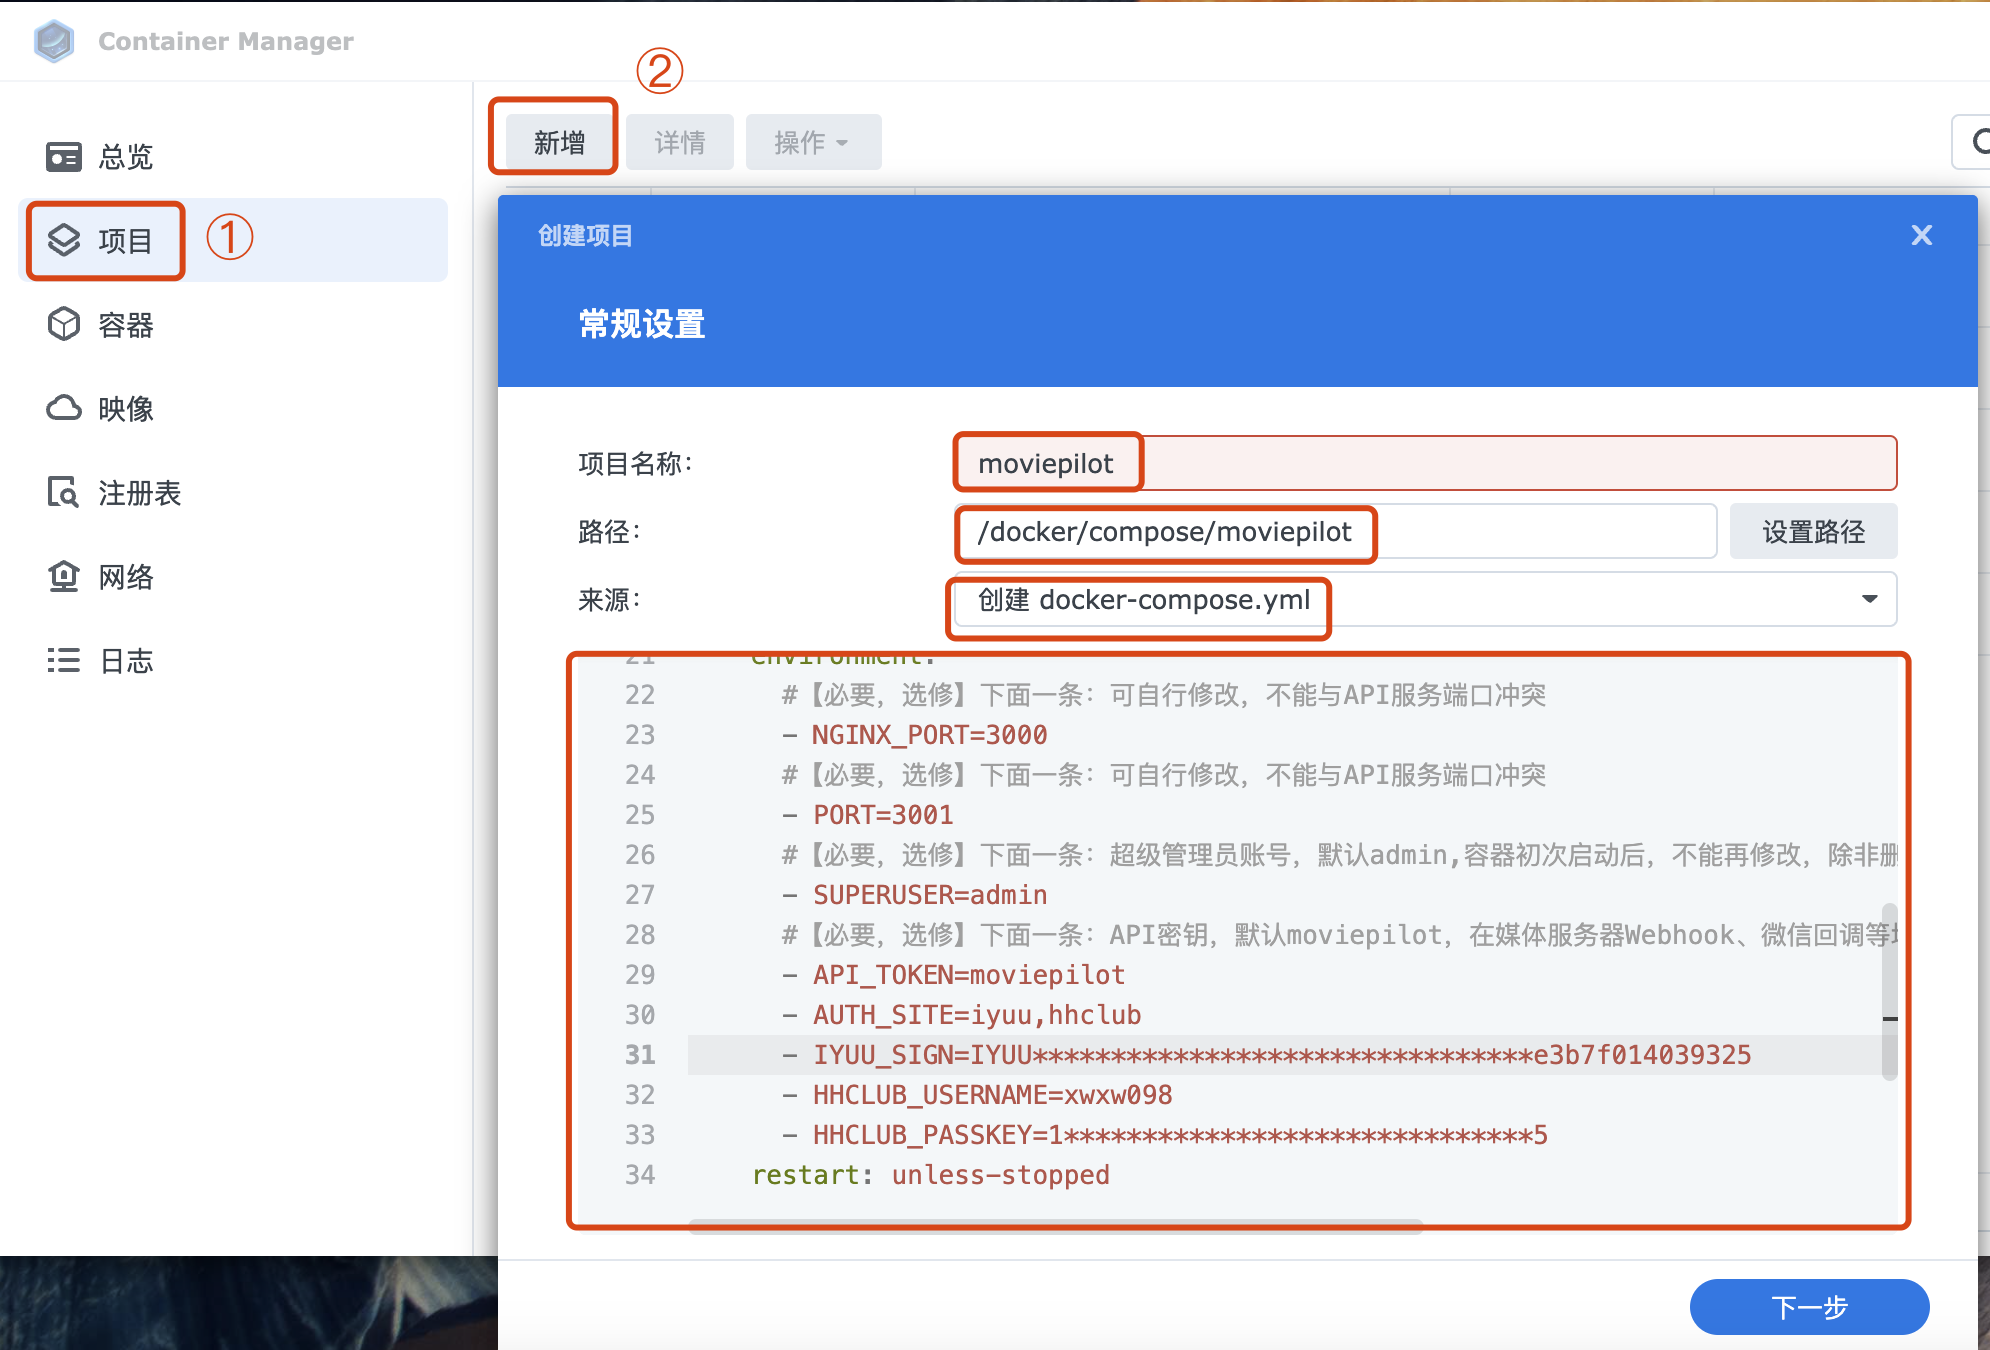 Container Manager
②
新增
详情
操作
总览
项目
①
容器
映像
注册表
网络
日志
创建项目
常规设置
项目名称：
moviepilot
路径：
/docker/compose/moviepilot
设置路径
来源：
创建 docker-compose.yml
21 environment:
22 #【必要，选修】下面一条：可自行修改，不能与API服务端口冲突
23 - NGINX_PORT=3000
24 #【必要，选修】下面一条：可自行修改，不能与API服务端口冲突
25 - PORT=3001
26 #【必要，选修】下面一条：超级管理员账号，默认admin,容器初次启动后，不能再修改，除非删
27 - SUPERUSER=admin
28 #【必要，选修】下面一条：API密钥，默认moviepilot，在媒体服务器Webhook、微信回调等
29 - API_TOKEN=moviepilot
30 - AUTH_SITE=iyuu,hhclub
31 - IYUU_SIGN=IYUU********************************e3b7f014039325
32 - HHCLUB_USERNAME=xwxw098
33 - HHCLUB_PASSKEY=1******************************5
34 restart: unless-stopped
下一步